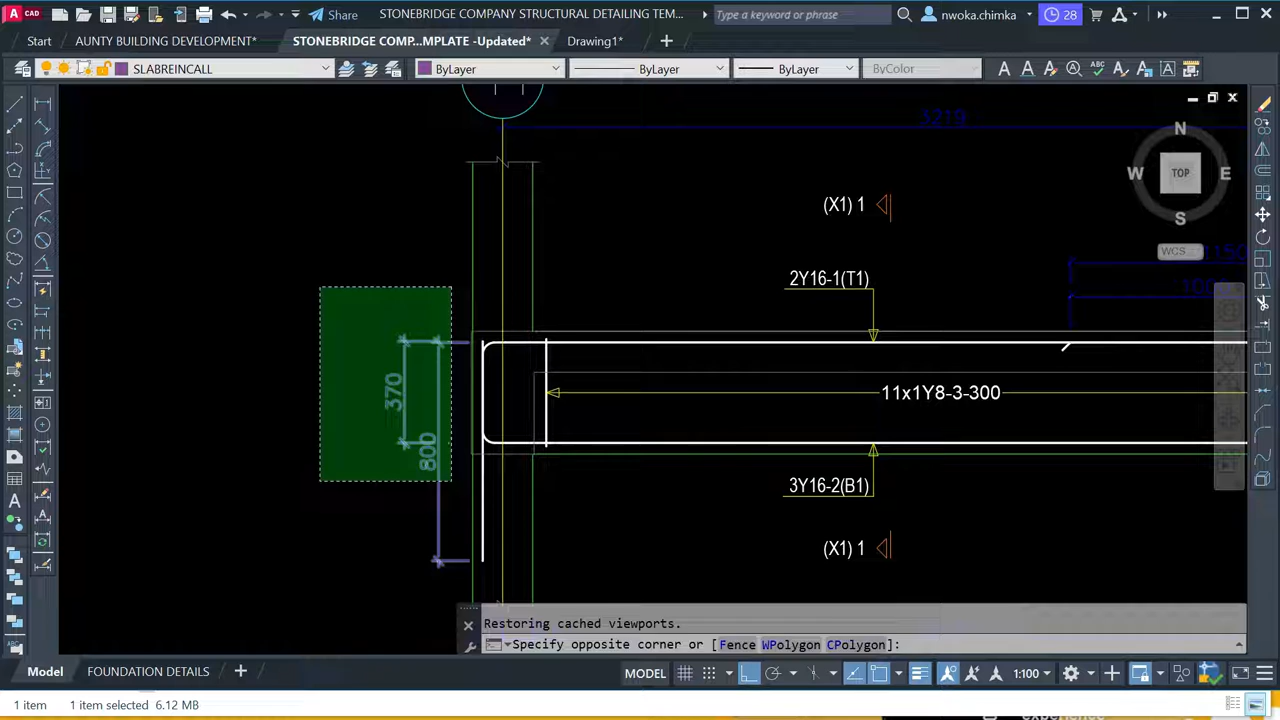 CAD Share STONEBRIDGE COMPANY STRUCTURAL DETAILING TEM... Type a keyword or phrase nwoka.chimka... 28
Start AUNTY BUILDING DEVELOPMENT* STONEBRIDGE COMP...MPLATE -Updated* Drawing1*
SLABREINCALL ByLayer ByLayer ByLayer ByColor
3219
N
W TOP E
S
(X1) 1
WCS
1150
2Y16-1(T1)
370
11x1Y8-3-300
800
3Y16-2(B1)
(X1) 1
Restoring cached viewports.
Specify opposite corner or [Fence WPolygon CPolygon]:
Model FOUNDATION DETAILS MODEL 1:100
1 item 1 item selected 6.12 MB